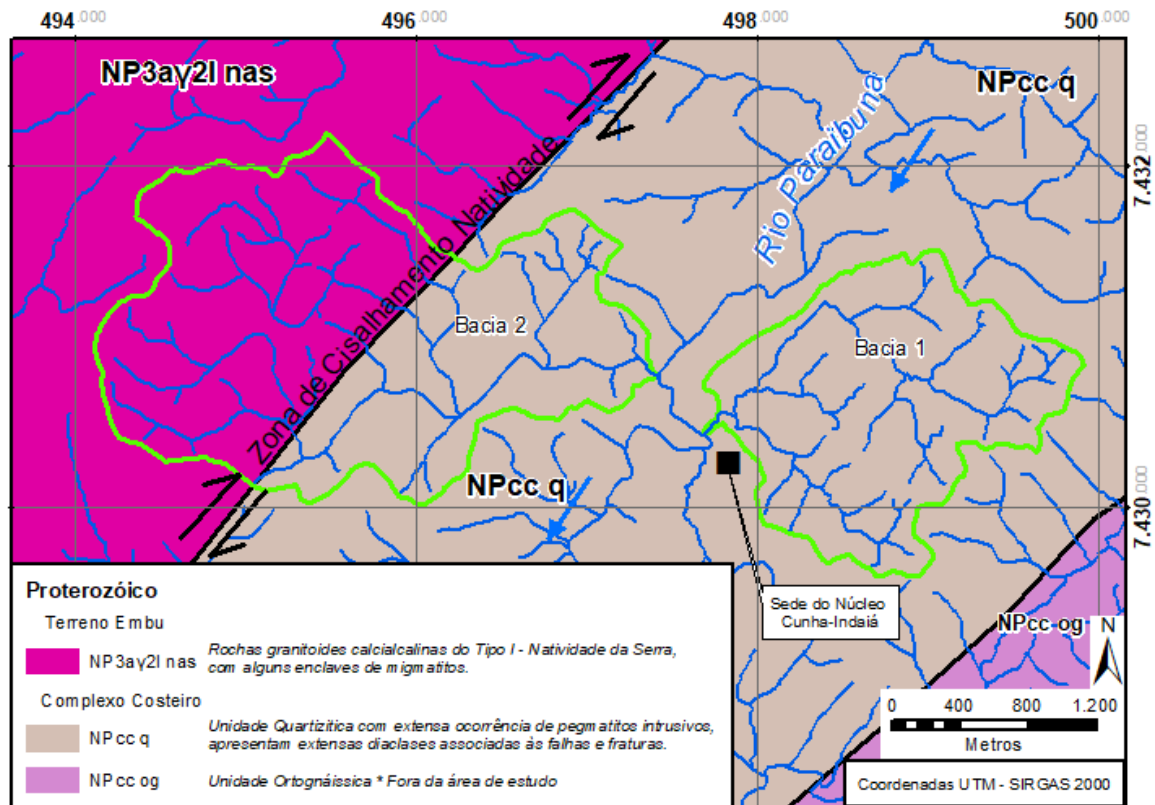 494.000 496.000 498.000 500.000
NP3aγ2I nas
NPcc q
Rio Paraibuna
7.432.000
Zona de Cisalhamento Natividade
Bacia 2
Bacia 1
NPcc q
7.430.000
Sede do Núcleo
Cunha-Indaiá
NPcc og
N
Proterozóico
Terreno Embu
NP3aγ2I nas
Rochas granitoides calcialcalinas do Tipo I - Natividade da Serra,
com alguns enclaves de migmatitos.
Complexo Costeiro
NPcc q
Unidade Quartizitica com extensa ocorrência de pegmatitos intrusivos,
apresentam extensas diaclases associadas às falhas e fraturas.
NPcc og
Unidade Ortognáissica * Fora da área de estudo
0 400 800 1.200
Metros
Coordenadas UTM - SIRGAS 2000